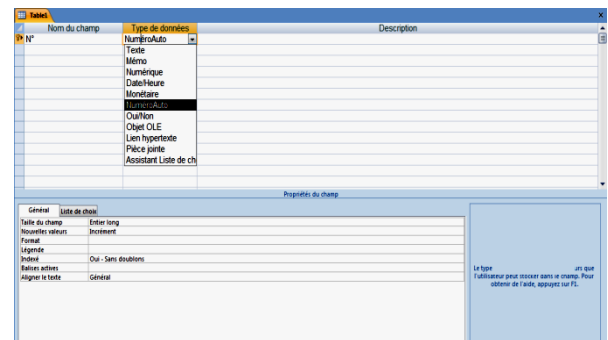 Table1
Nom du champ Type de données Description
N° NuméroAuto
Texte
Mémo
Numérique
Date/Heure
Monétaire
NuméroAuto
Oui/Non
Objet OLE
Lien hypertexte
Pièce jointe
Assistant Liste de ch
Propriétés du champ
Général Liste de choix
Taille du champ Entier long
Nouvelles valeurs Incrément
Format
Légende
Indexé Oui - Sans doublons
Balises actives
Aligner le texte Général
Le type urs que
l'utilisateur peut stocker dans le champ. Pour
obtenir de l'aide, appuyez sur F1.